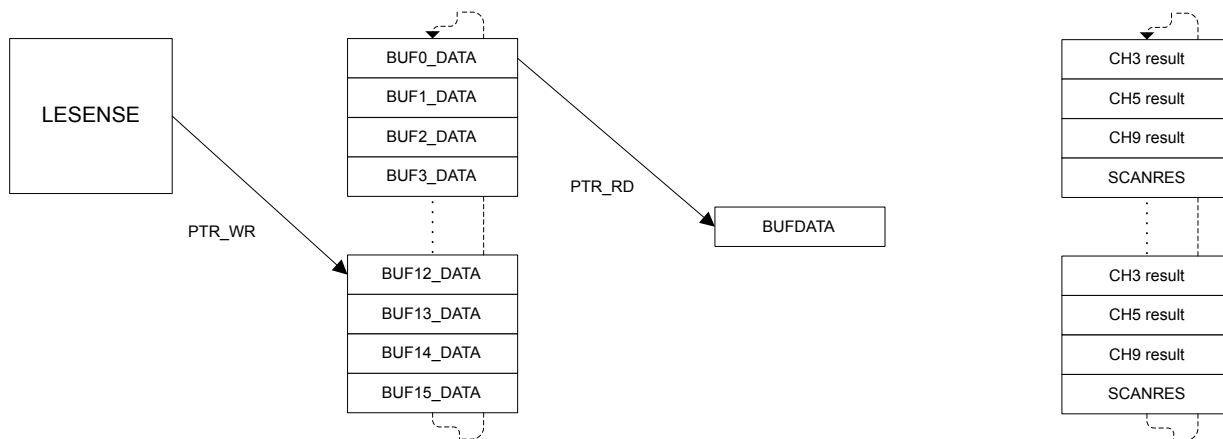 LESENSE
PTR_WR
BUF0_DATA
BUF1_DATA
BUF2_DATA
BUF3_DATA
BUF12_DATA
BUF13_DATA
BUF14_DATA
BUF15_DATA
PTR_RD
BUFDATA
CH3 result
CH5 result
CH9 result
SCANRES
CH3 result
CH5 result
CH9 result
SCANRES